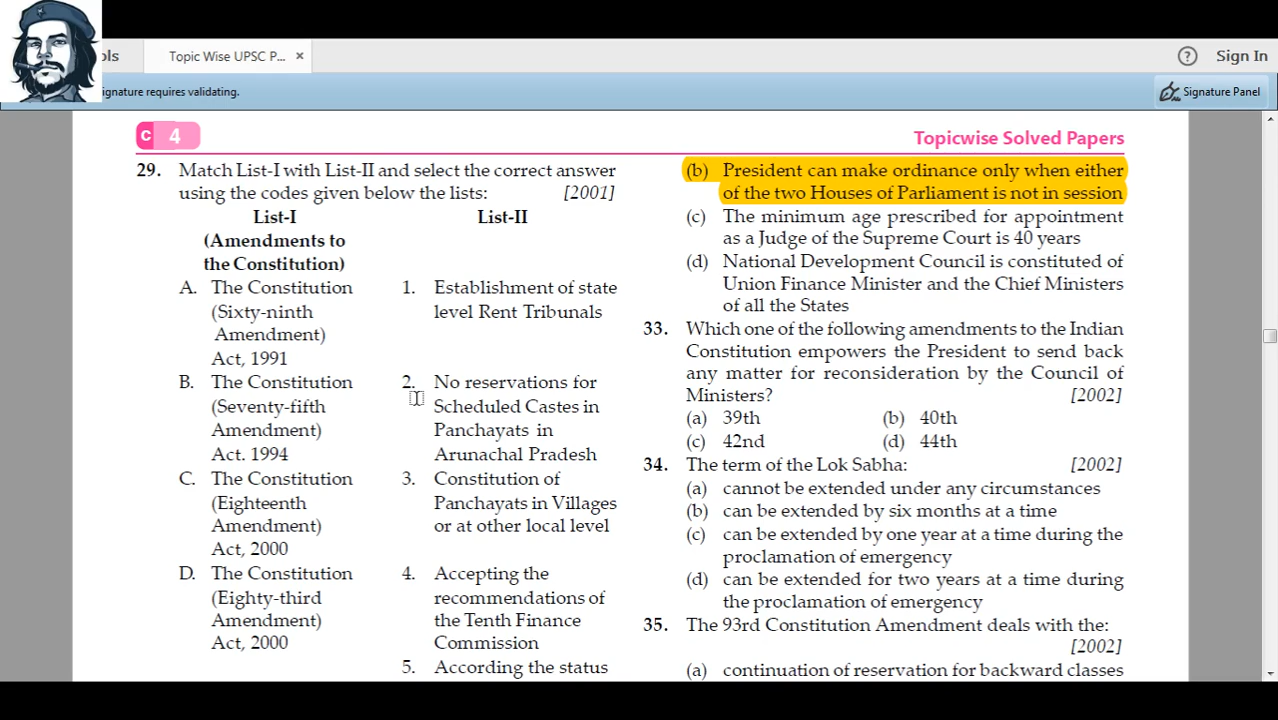 ols
Topic Wise UPSC P... ×
? Sign In
ignature requires validating.
Signature Panel
C 4
Topicwise Solved Papers
29. Match List-I with List-II and select the correct answer
using the codes given below the lists: [2001]
List-I List-II
(Amendments to
the Constitution)
A. The Constitution 1. Establishment of state
(Sixty-ninth level Rent Tribunals
Amendment)
Act, 1991
B. The Constitution 2. No reservations for
(Seventy-fifth Scheduled Castes in
Amendment) Panchayats in
Act. 1994 Arunachal Pradesh
C. The Constitution 3. Constitution of
(Eighteenth Panchayats in Villages
Amendment) or at other local level
Act, 2000
D. The Constitution 4. Accepting the
(Eighty-third recommendations of
Amendment) the Tenth Finance
Act, 2000 Commission
5. According the status
(b) President can make ordinance only when either
of the two Houses of Parliament is not in session
(c) The minimum age prescribed for appointment
as a Judge of the Supreme Court is 40 years
(d) National Development Council is constituted of
Union Finance Minister and the Chief Ministers
of all the States
33. Which one of the following amendments to the Indian
Constitution empowers the President to send back
any matter for reconsideration by the Council of
Ministers? [2002]
(a) 39th (b) 40th
(c) 42nd (d) 44th
34. The term of the Lok Sabha: [2002]
(a) cannot be extended under any circumstances
(b) can be extended by six months at a time
(c) can be extended by one year at a time during the
proclamation of emergency
(d) can be extended for two years at a time during
the proclamation of emergency
35. The 93rd Constitution Amendment deals with the:
[2002]
(a) continuation of reservation for backward classes